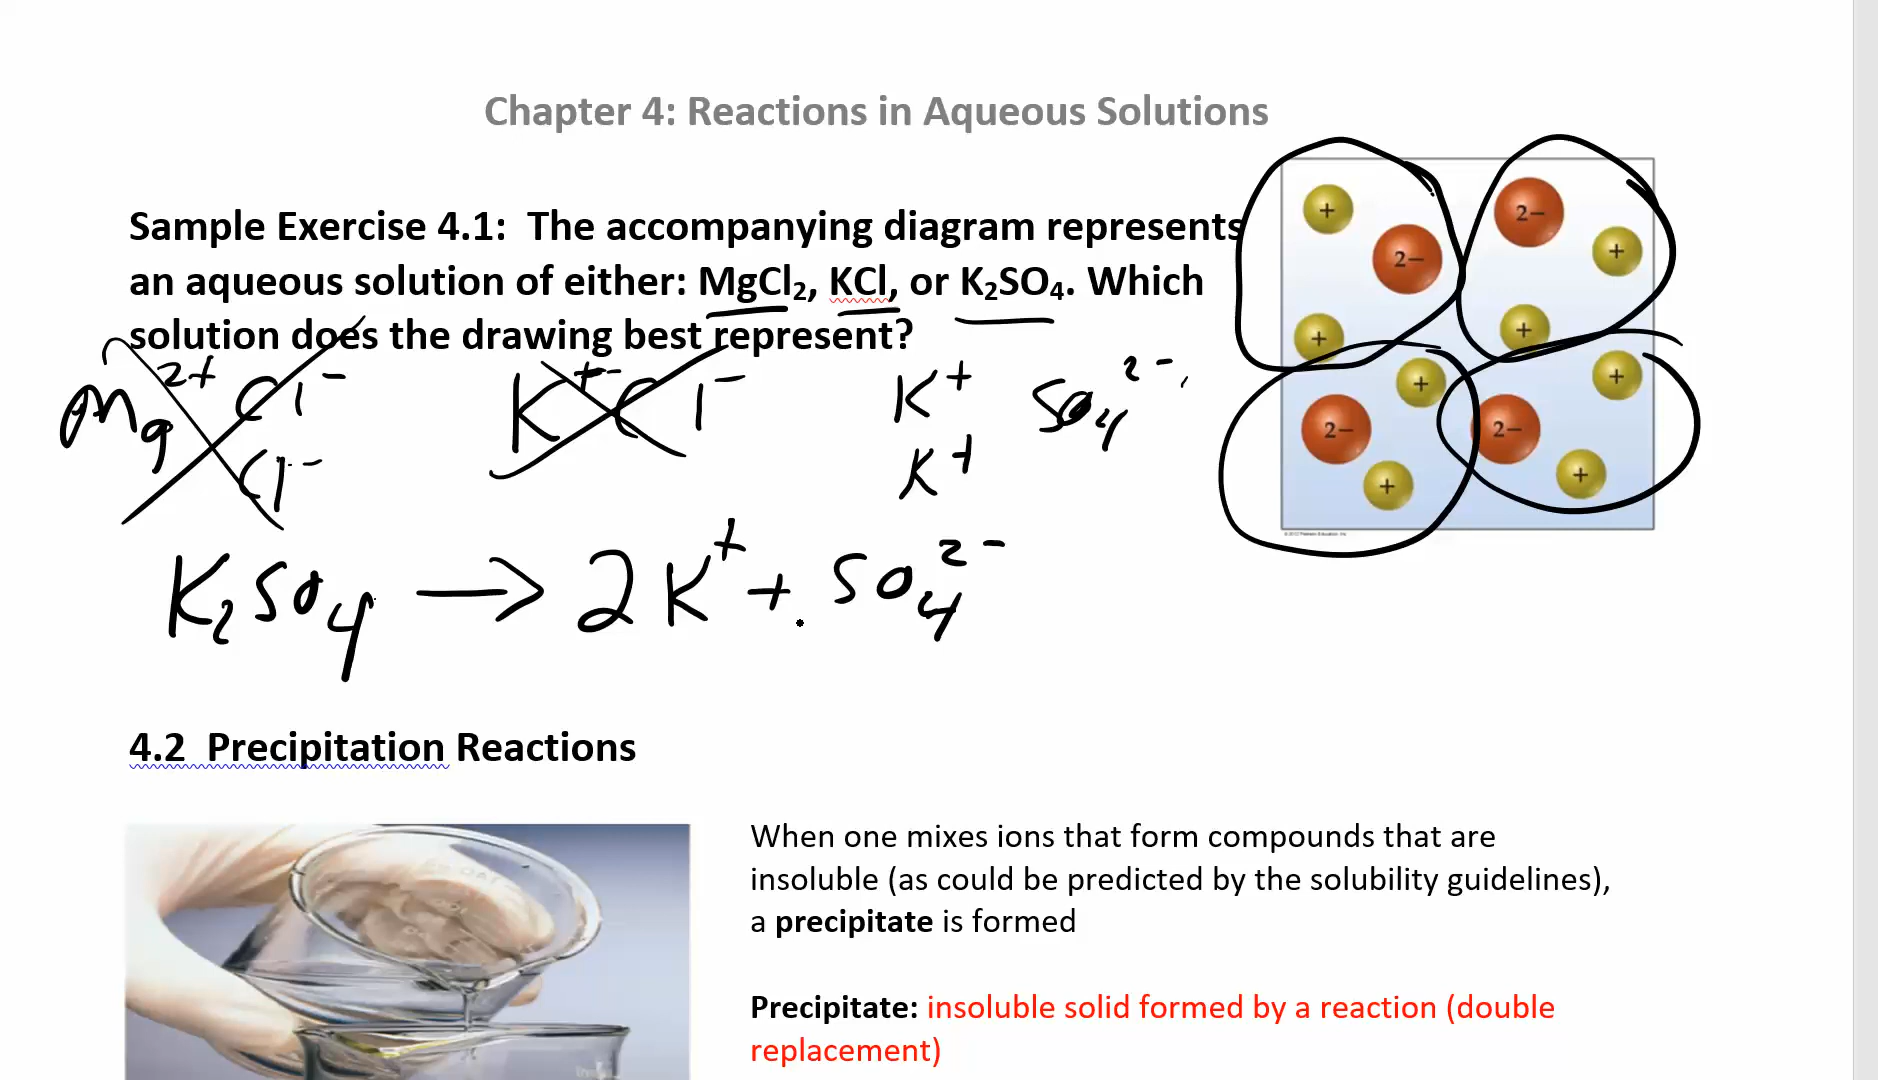 Chapter 4: Reactions in Aqueous Solutions
Sample Exercise 4.1: The accompanying diagram represents
an aqueous solution of either: MgCl₂, KCl, or K₂SO₄. Which
solution does the drawing best represent?
+
2−
+
2−
+
+
2−
+
+
2−
+
+
Mg²⁺ Cl⁻
Cl⁻
K⁺ Cl⁻
K⁺ SO₄²⁻
K⁺
K₂SO₄ → 2K⁺ + SO₄²⁻
4.2 Precipitation Reactions
When one mixes ions that form compounds that are
insoluble (as could be predicted by the solubility guidelines),
a precipitate is formed
Precipitate: insoluble solid formed by a reaction (double
replacement)